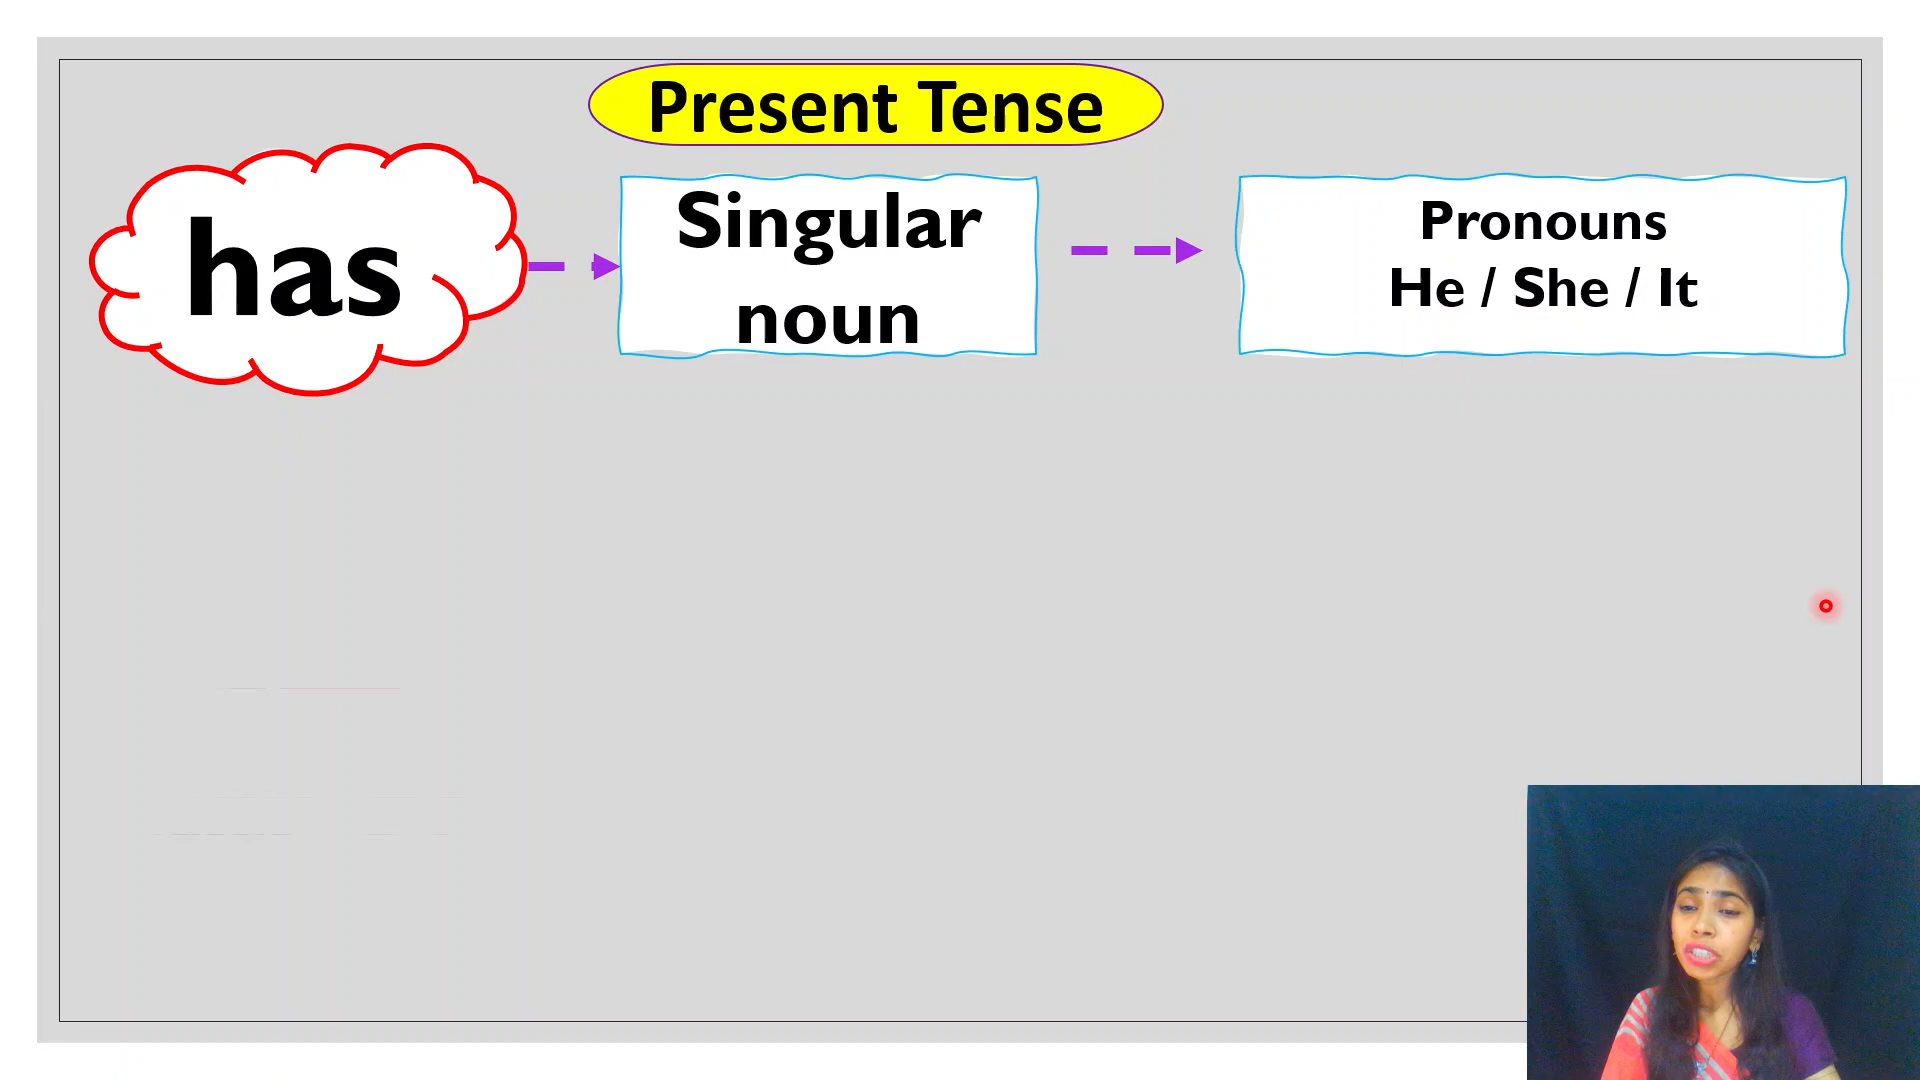 Present Tense
has
Singular
noun
Pronouns
He / She / It